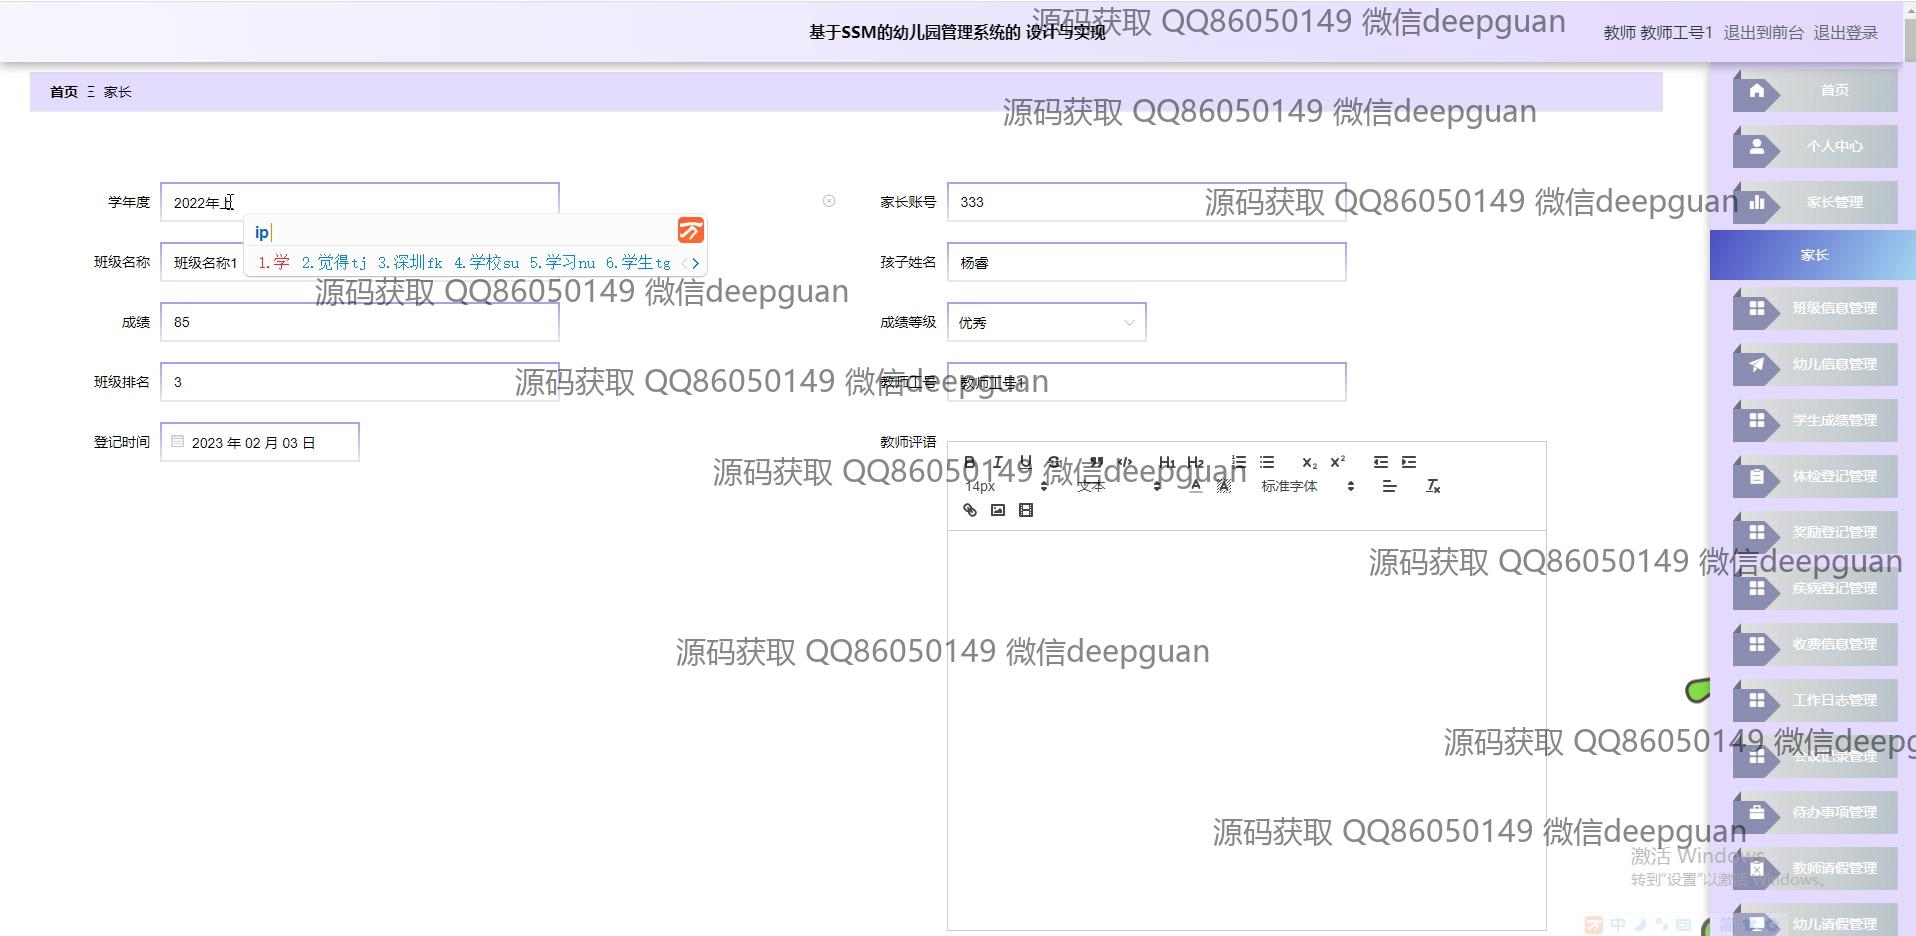 基于SSM的幼儿园管理系统的 设计与实现
教师 教师工号1 退出到前台 退出登录
源码获取 QQ86050149 微信deepguan
首页 Ξ 家长
源码获取 QQ86050149 微信deepguan
学年度 2022年上
家长账号 333
源码获取 QQ86050149 微信deepguan
ip
1.学 2.觉得tj 3.深圳fk 4.学校su 5.学习nu 6.学生tg
班级名称 班级名称1
孩子姓名 杨睿
源码获取 QQ86050149 微信deepguan
成绩 85
成绩等级 优秀
班级排名 3
教师工号 教师工号1
源码获取 QQ86050149 微信deepguan
登记时间 2023 年 02 月 03 日
教师评语
B I U S H1 H2 X2 X2
源码获取 QQ86050149 微信deepguan
14px 文本 A A 标准字体 Tx
源码获取 QQ86050149 微信deepguan
源码获取 QQ86050149 微信deepguan
源码获取 QQ86050149 微信deepg
源码获取 QQ86050149 微信deepguan
首页
个人中心
家长管理
家长
班级信息管理
幼儿信息管理
学生成绩管理
体检登记管理
奖励登记管理
疾病登记管理
收费信息管理
工作日志管理
会议记录管理
待办事项管理
教师请假管理
幼儿请假管理
激活 Windows
转到"设置"以激活 Windows。
中 简